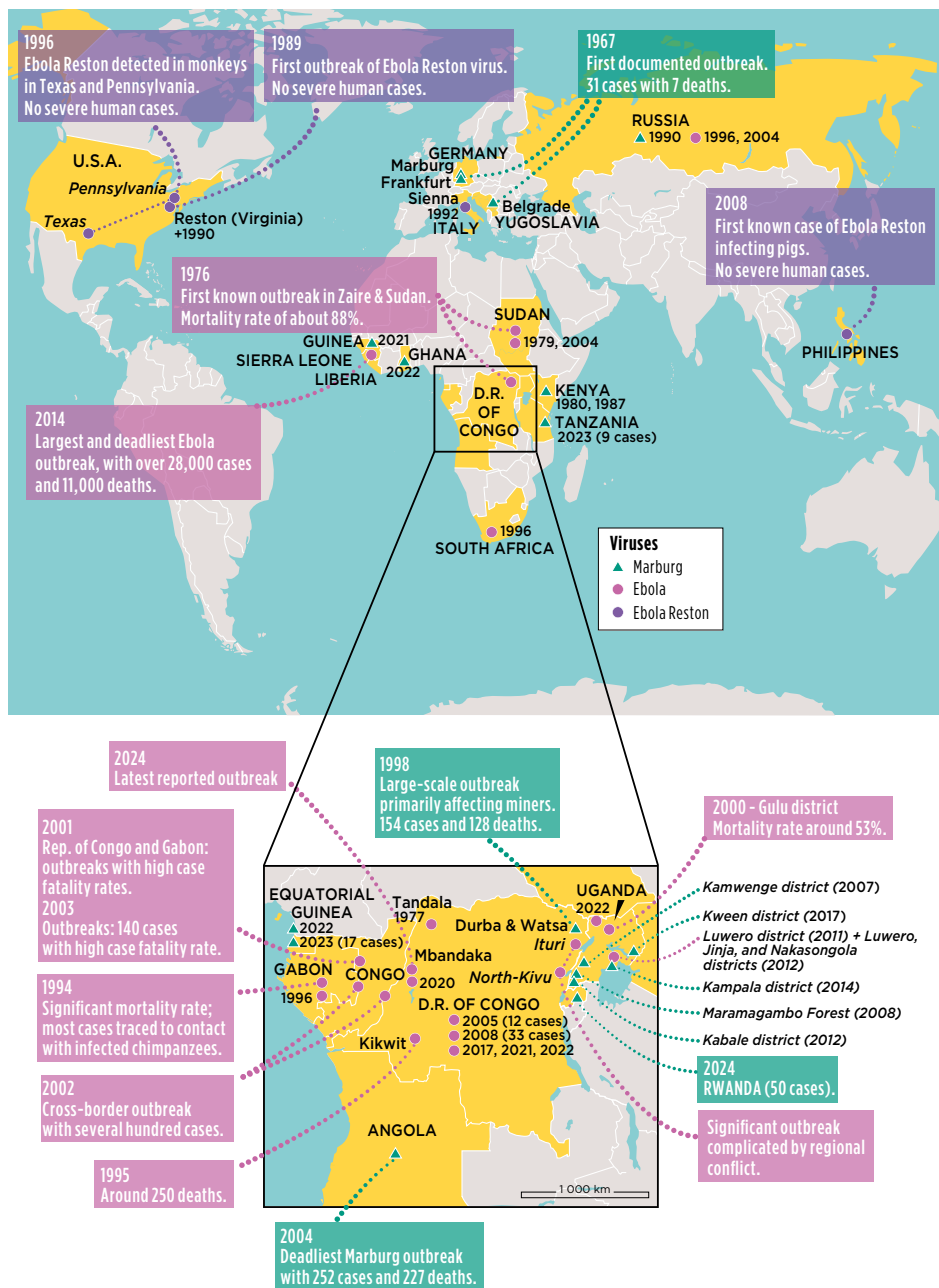 1996
Ebola Reston detected in monkeys
in Texas and Pennsylvania.
No severe human cases.
1989
First outbreak of Ebola Reston virus.
No severe human cases.
1967
First documented outbreak.
31 cases with 7 deaths.
RUSSIA
1990
1996, 2004
U.S.A.
Pennsylvania
Texas
Reston (Virginia)
+1990
GERMANY
Marburg
Frankfurt
Sienna
1992
ITALY
Belgrade
YUGOSLAVIA
2008
First known case of Ebola Reston
infecting pigs.
No severe human cases.
PHILIPPINES
1976
First known outbreak in Zaire & Sudan.
Mortality rate of about 88%.
SUDAN
1979, 2004
GUINEA
2021
SIERRA LEONE
LIBERIA
GHANA
2022
D.R.
OF
CONGO
KENYA
1980, 1987
TANZANIA
2023 (9 cases)
2014
Largest and deadliest Ebola
outbreak, with over 28,000 cases
and 11,000 deaths.
1996
SOUTH AFRICA
Viruses
Marburg
Ebola
Ebola Reston
2024
Latest reported outbreak
1998
Large-scale outbreak
primarily affecting miners.
154 cases and 128 deaths.
2000 - Gulu district
Mortality rate around 53%.
2001
Rep. of Congo and Gabon:
outbreaks with high case
fatality rates.
2003
Outbreaks: 140 cases
with high case fatality rate.
1994
Significant mortality rate;
most cases traced to contact
with infected chimpanzees.
2002
Cross-border outbreak
with several hundred cases.
1995
Around 250 deaths.
EQUATORIAL
GUINEA
2022
2023 (17 cases)
Tandala
1977
Durba & Watsa
Ituri
UGANDA
2022
Mbandaka
2020
GABON
1996
CONGO
North-Kivu
D.R. OF CONGO
2005 (12 cases)
2008 (33 cases)
2017, 2021, 2022
Kikwit
ANGOLA
1 000 km
Kamwenge district (2007)
Kween district (2017)
Luwero district (2011) + Luwero,
Jinja, and Nakasongola
districts (2012)
Kampala district (2014)
Maramagambo Forest (2008)
Kabale district (2012)
2024
RWANDA (50 cases).
Significant outbreak
complicated by regional
conflict.
2004
Deadliest Marburg outbreak
with 252 cases and 227 deaths.